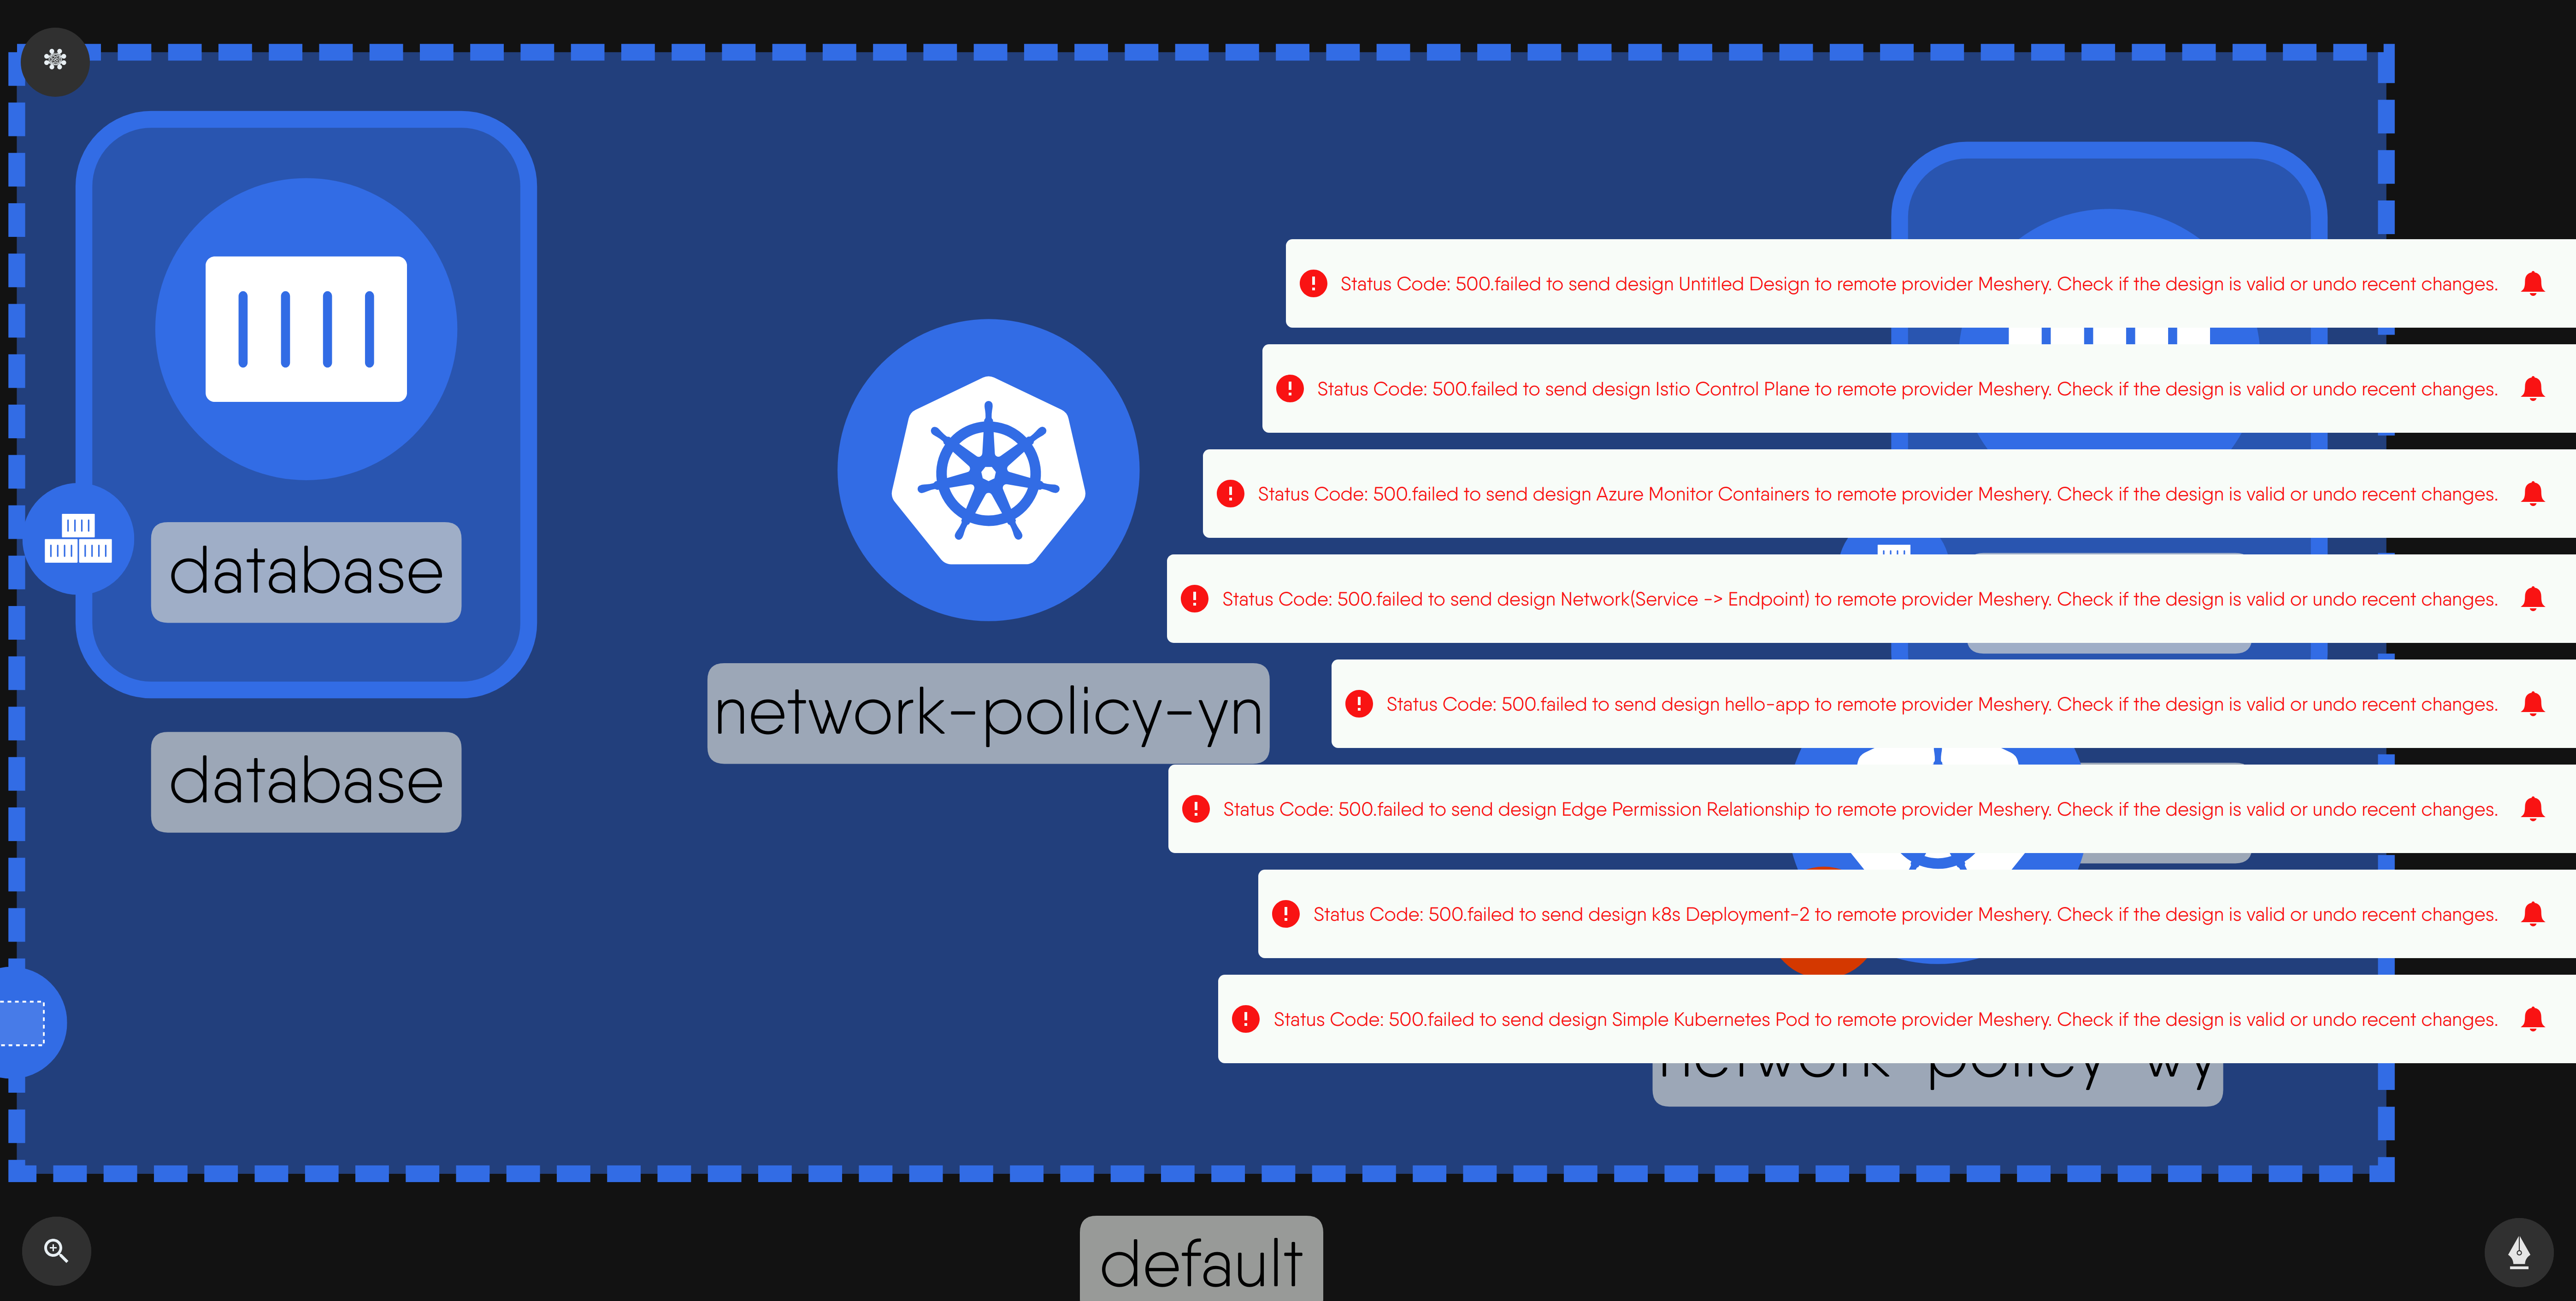 Status Code: 500.failed to send design Untitled Design to remote provider Meshery. Check if the design is valid or undo recent changes.
Status Code: 500.failed to send design Istio Control Plane to remote provider Meshery. Check if the design is valid or undo recent changes.
Status Code: 500.failed to send design Azure Monitor Containers to remote provider Meshery. Check if the design is valid or undo recent changes.
database
Status Code: 500.failed to send design Network(Service -> Endpoint) to remote provider Meshery. Check if the design is valid or undo recent changes.
network-policy-yn
Status Code: 500.failed to send design hello-app to remote provider Meshery. Check if the design is valid or undo recent changes.
database
Status Code: 500.failed to send design Edge Permission Relationship to remote provider Meshery. Check if the design is valid or undo recent changes.
Status Code: 500.failed to send design k8s Deployment-2 to remote provider Meshery. Check if the design is valid or undo recent changes.
Status Code: 500.failed to send design Simple Kubernetes Pod to remote provider Meshery. Check if the design is valid or undo recent changes.
network-policy-wy
default